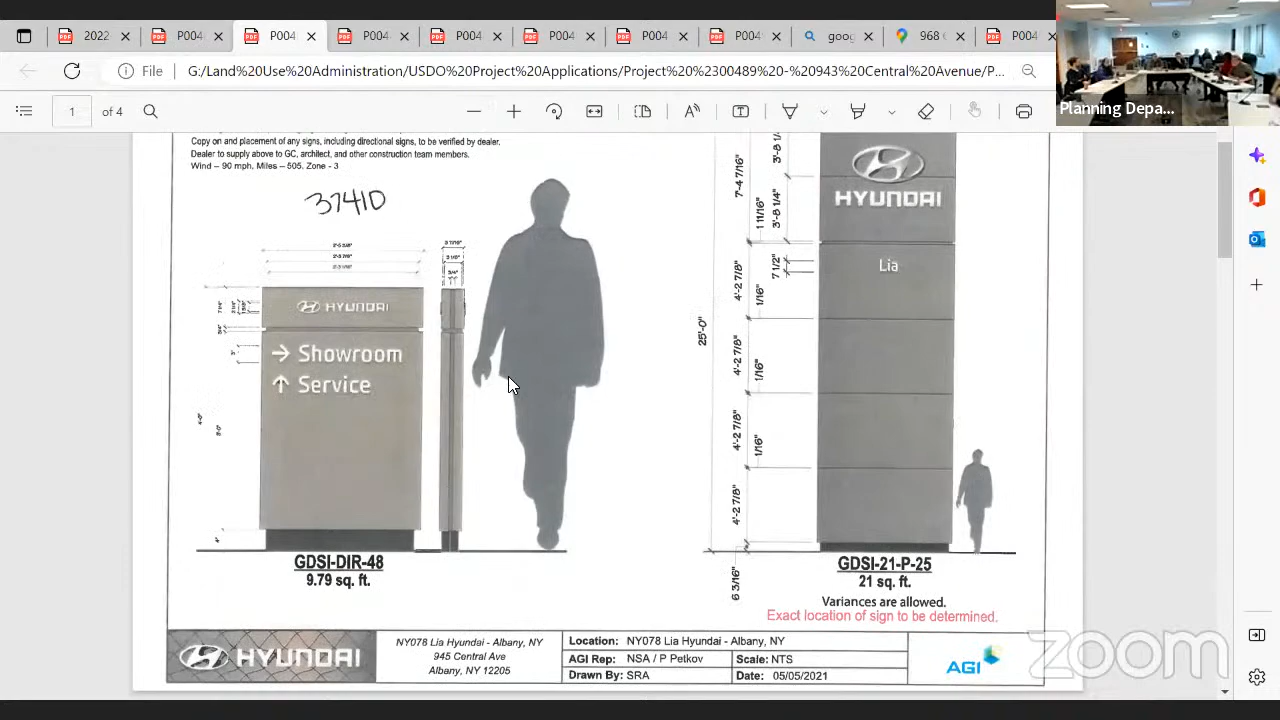 2022
P004
P004
P004
P004
P004
P004
P004
goog
968 C
P004
File
G:/Land%20Use%20Administration/USDO%20Project%20Applications/Project%20%2300489%20-%20943%20Central%20Avenue/P...
1 of 4
Planning Depa...
Copy on and placement of any signs, including directional signs, to be verified by dealer.
Dealer to supply above to GC, architect, and other construction team members.
Wind – 90 mph, Miles – 505, Zone - 3
3741D
HYUNDAI
→ Showroom
↑ Service
GDSI-DIR-48
9.79 sq. ft.
7'-4 7/16"
1 11/16"
3'-8 1/4"
7 1/2"
25'-0"
4'-2 7/8"
1/16"
4'-2 7/8"
1/16"
4'-2 7/8"
1/16"
4'-2 7/8"
6 3/16"
HYUNDAI
Lia
GDSI-21-P-25
21 sq. ft.
Variances are allowed.
Exact location of sign to be determined.
HYUNDAI
NY078 Lia Hyundai - Albany, NY
945 Central Ave
Albany, NY 12205
Location: NY078 Lia Hyundai - Albany, NY
AGI Rep: NSA / P Petkov
Scale: NTS
Drawn By: SRA
Date: 05/05/2021
AGI
zoom